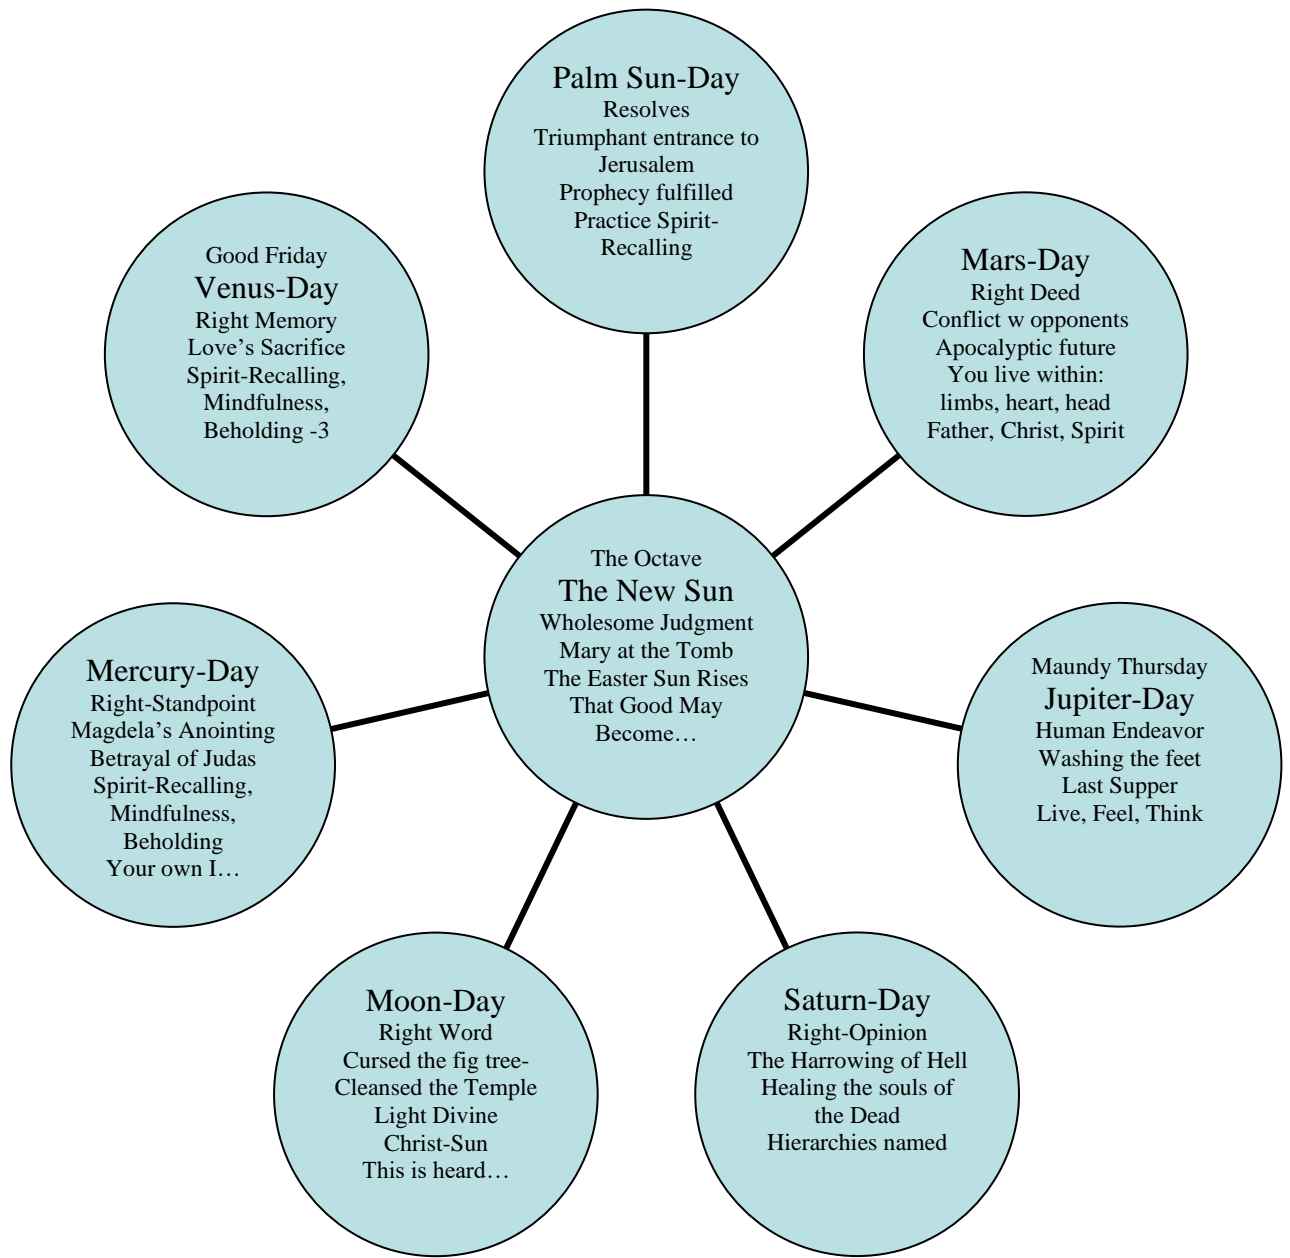 Palm Sun-Day
Resolves
Triumphant entrance to
Jerusalem
Prophecy fulfilled
Practice Spirit-
Recalling
Good Friday
Venus-Day
Right Memory
Love’s Sacrifice
Spirit-Recalling,
Mindfulness,
Beholding -3
Mars-Day
Right Deed
Conflict w opponents
Apocalyptic future
You live within:
limbs, heart, head
Father, Christ, Spirit
The Octave
The New Sun
Wholesome Judgment
Mary at the Tomb
The Easter Sun Rises
That Good May
Become…
Mercury-Day
Right-Standpoint
Magdela’s Anointing
Betrayal of Judas
Spirit-Recalling,
Mindfulness,
Beholding
Your own I…
Maundy Thursday
Jupiter-Day
Human Endeavor
Washing the feet
Last Supper
Live, Feel, Think
Moon-Day
Right Word
Cursed the fig tree-
Cleansed the Temple
Light Divine
Christ-Sun
This is heard…
Saturn-Day
Right-Opinion
The Harrowing of Hell
Healing the souls of
the Dead
Hierarchies named